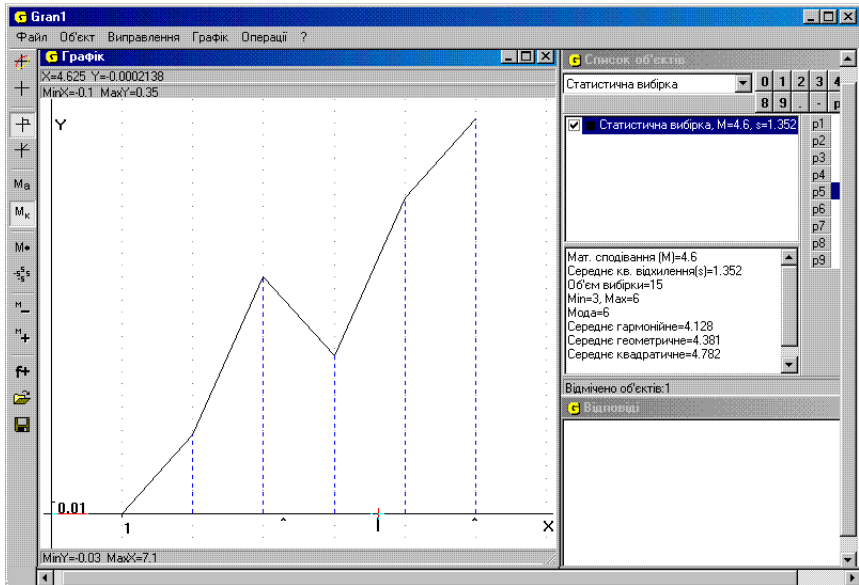 Gran1
Файл Об'єкт Виправлення Графік Операції ?
Графік
X=4.625 Y=-0.0002138
MinX=-0.1 MaxY=0.35
Y
0.01
1
X
MinY=-0.03 MaxX=7.1
Ма
Мк
М
-s s s
М
М
f+
Список об'єктів
Статистична вибірка
0 1 2 3 4
8 9 . - p
Статистична вибірка, M=4.6, s=1.352
p1
p2
p3
p4
p5
p6
p7
p8
p9
Мат. сподівання (M)=4.6
Середнє кв. відхилення(s)=1.352
Об'єм вибірки=15
Min=3, Max=6
Мода=6
Середнє гармонійне=4.128
Середнє геометричне=4.381
Середнє квадратичне=4.782
Відмічено об'єктів:1
Відповіді